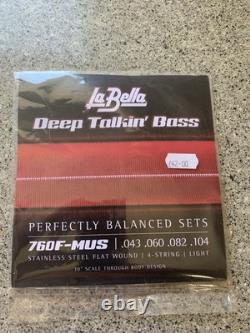 La Bella
Deep Talkin' Bass
£42-00
PERFECTLY BALANCED SETS
760F-MUS .043 .060 .082 .104
STAINLESS STEEL FLAT WOUND | 4-STRING | LIGHT
30" SCALE THROUGH BODY DESIGN
ebay